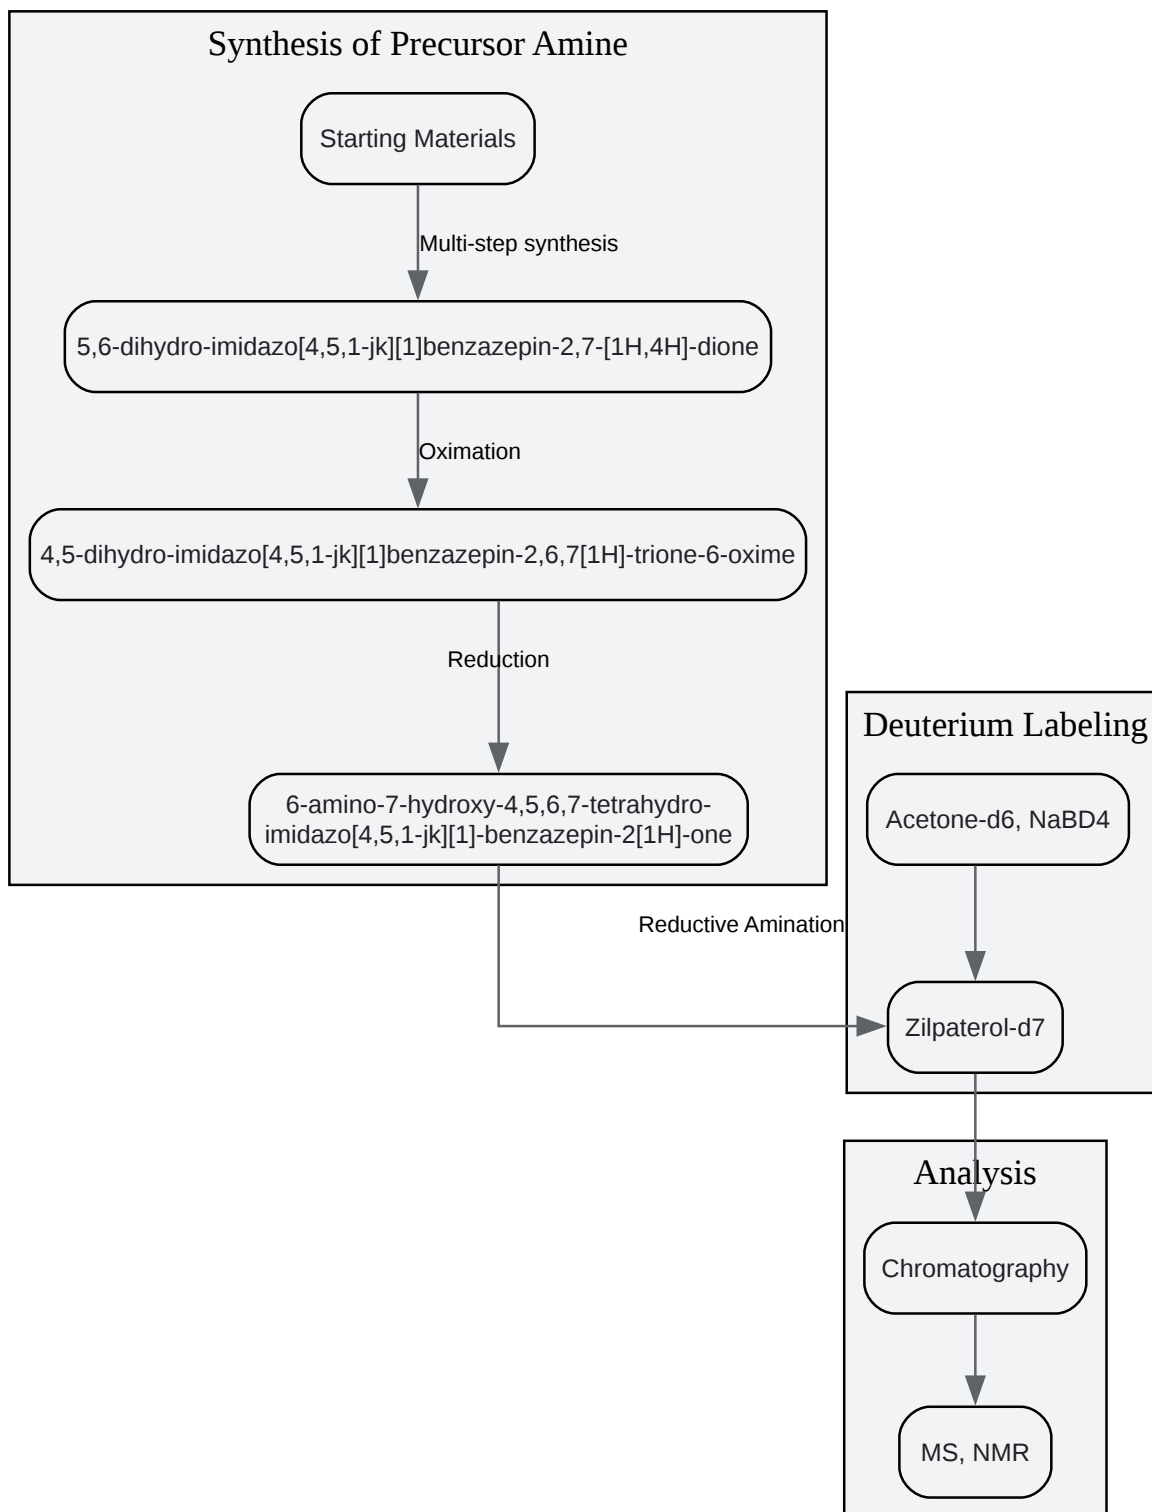 Synthesis of Precursor Amine
Starting Materials
Multi-step synthesis
5,6-dihydro-imidazo[4,5,1-jk][1]benzazepin-2,7-[1H,4H]-dione
Oximation
4,5-dihydro-imidazo[4,5,1-jk][1]benzazepin-2,6,7[1H]-trione-6-oxime
Reduction
6-amino-7-hydroxy-4,5,6,7-tetrahydro-
imidazo[4,5,1-jk][1]-benzazepin-2[1H]-one
Deuterium Labeling
Acetone-d6, NaBD4
Reductive Amination
Zilpaterol-d7
Analysis
Chromatography
MS, NMR